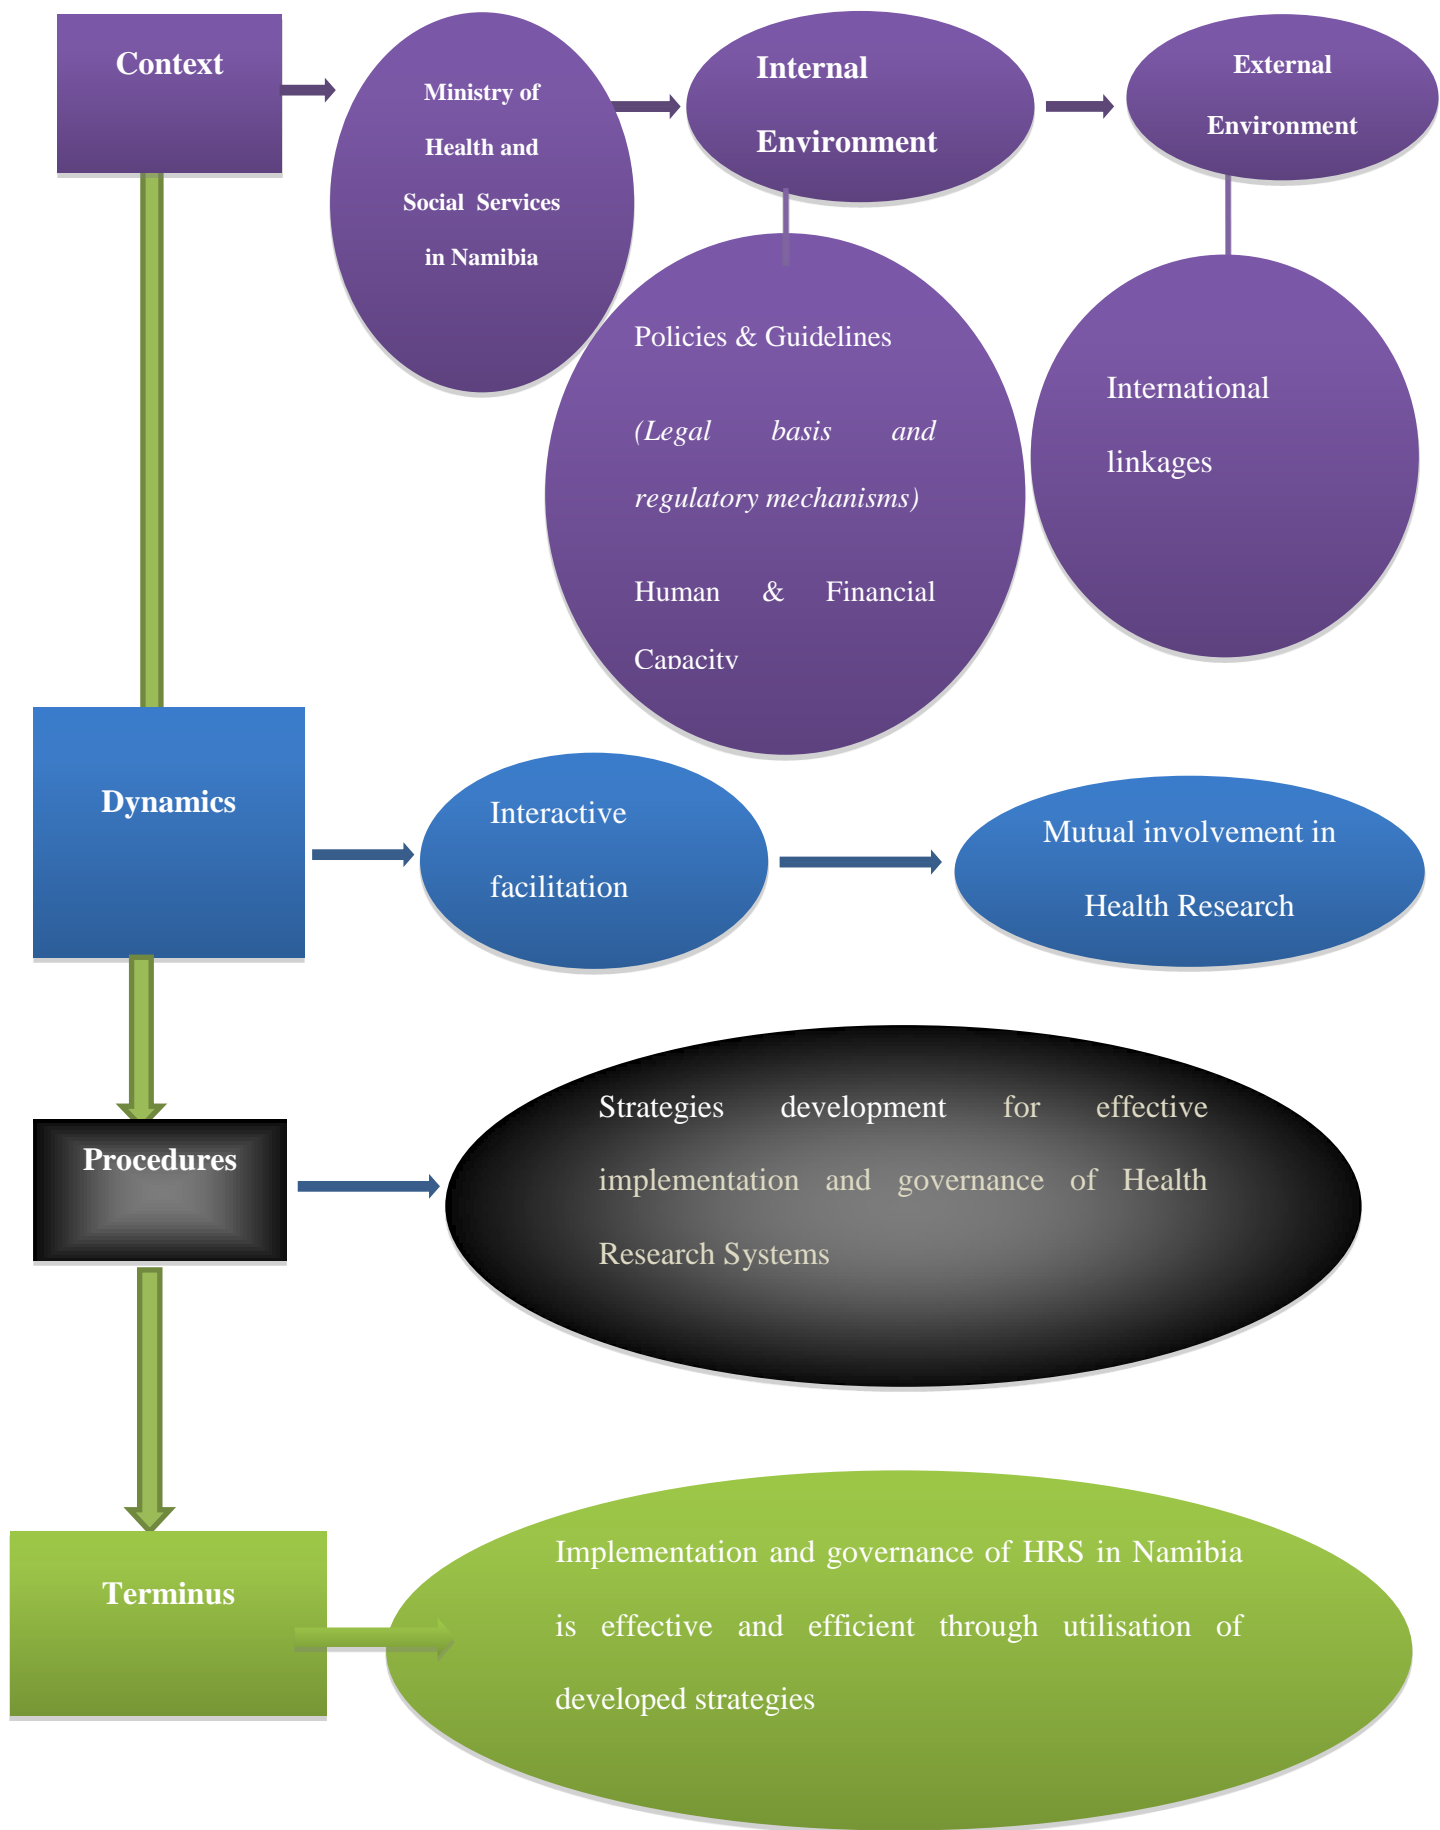 Context
Ministry of
Health and
Social Services
in Namibia
Internal
Environment
External
Environment
Policies & Guidelines
(Legal basis and
regulatory mechanisms)
Human & Financial
Capacity
International
linkages
Dynamics
Interactive
facilitation
Mutual involvement in
Health Research
Procedures
Strategies development for effective
implementation and governance of Health
Research Systems
Terminus
Implementation and governance of HRS in Namibia
is effective and efficient through utilisation of
developed strategies